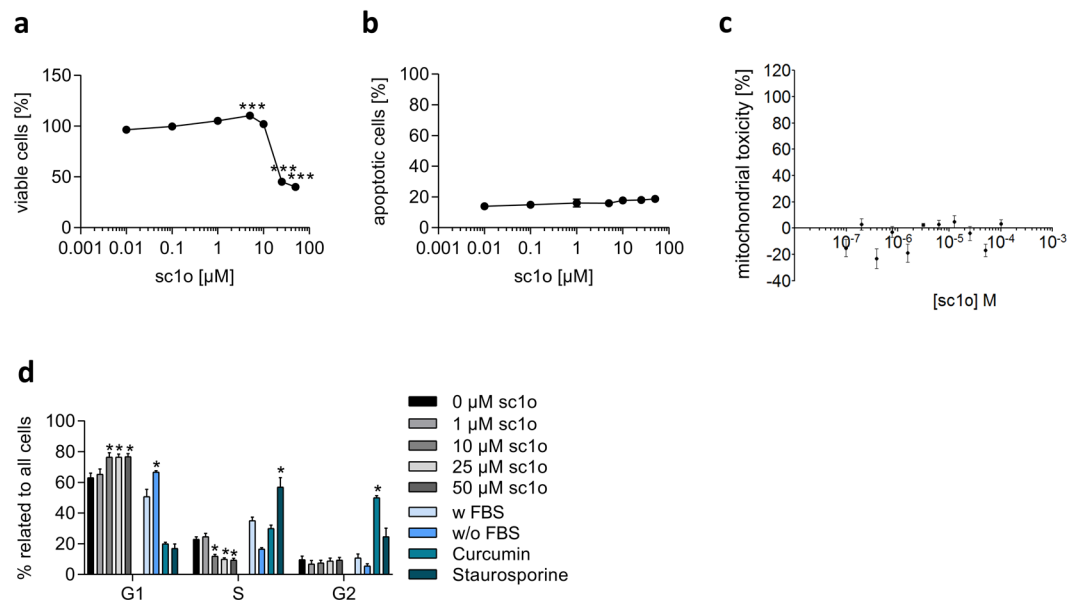 a
viable cells [%]
150
100
50
0
***
***
***
0.001 0.01 0.1 1 10 100
sc1o [µM]
b
apoptotic cells [%]
100
80
60
40
20
0
0.001 0.01 0.1 1 10 100
sc1o [µM]
c
mitochondrial toxicity [%]
120
100
80
60
40
20
0
-20
-40
10-7 10-6 10-5 10-4 10-3
[sc1o] M
d
% related to all cells
100
80
60
40
20
0
* * * *
* * * *
*
G1 S G2
0 µM sc1o
1 µM sc1o
10 µM sc1o
25 µM sc1o
50 µM sc1o
w FBS
w/o FBS
Curcumin
Staurosporine